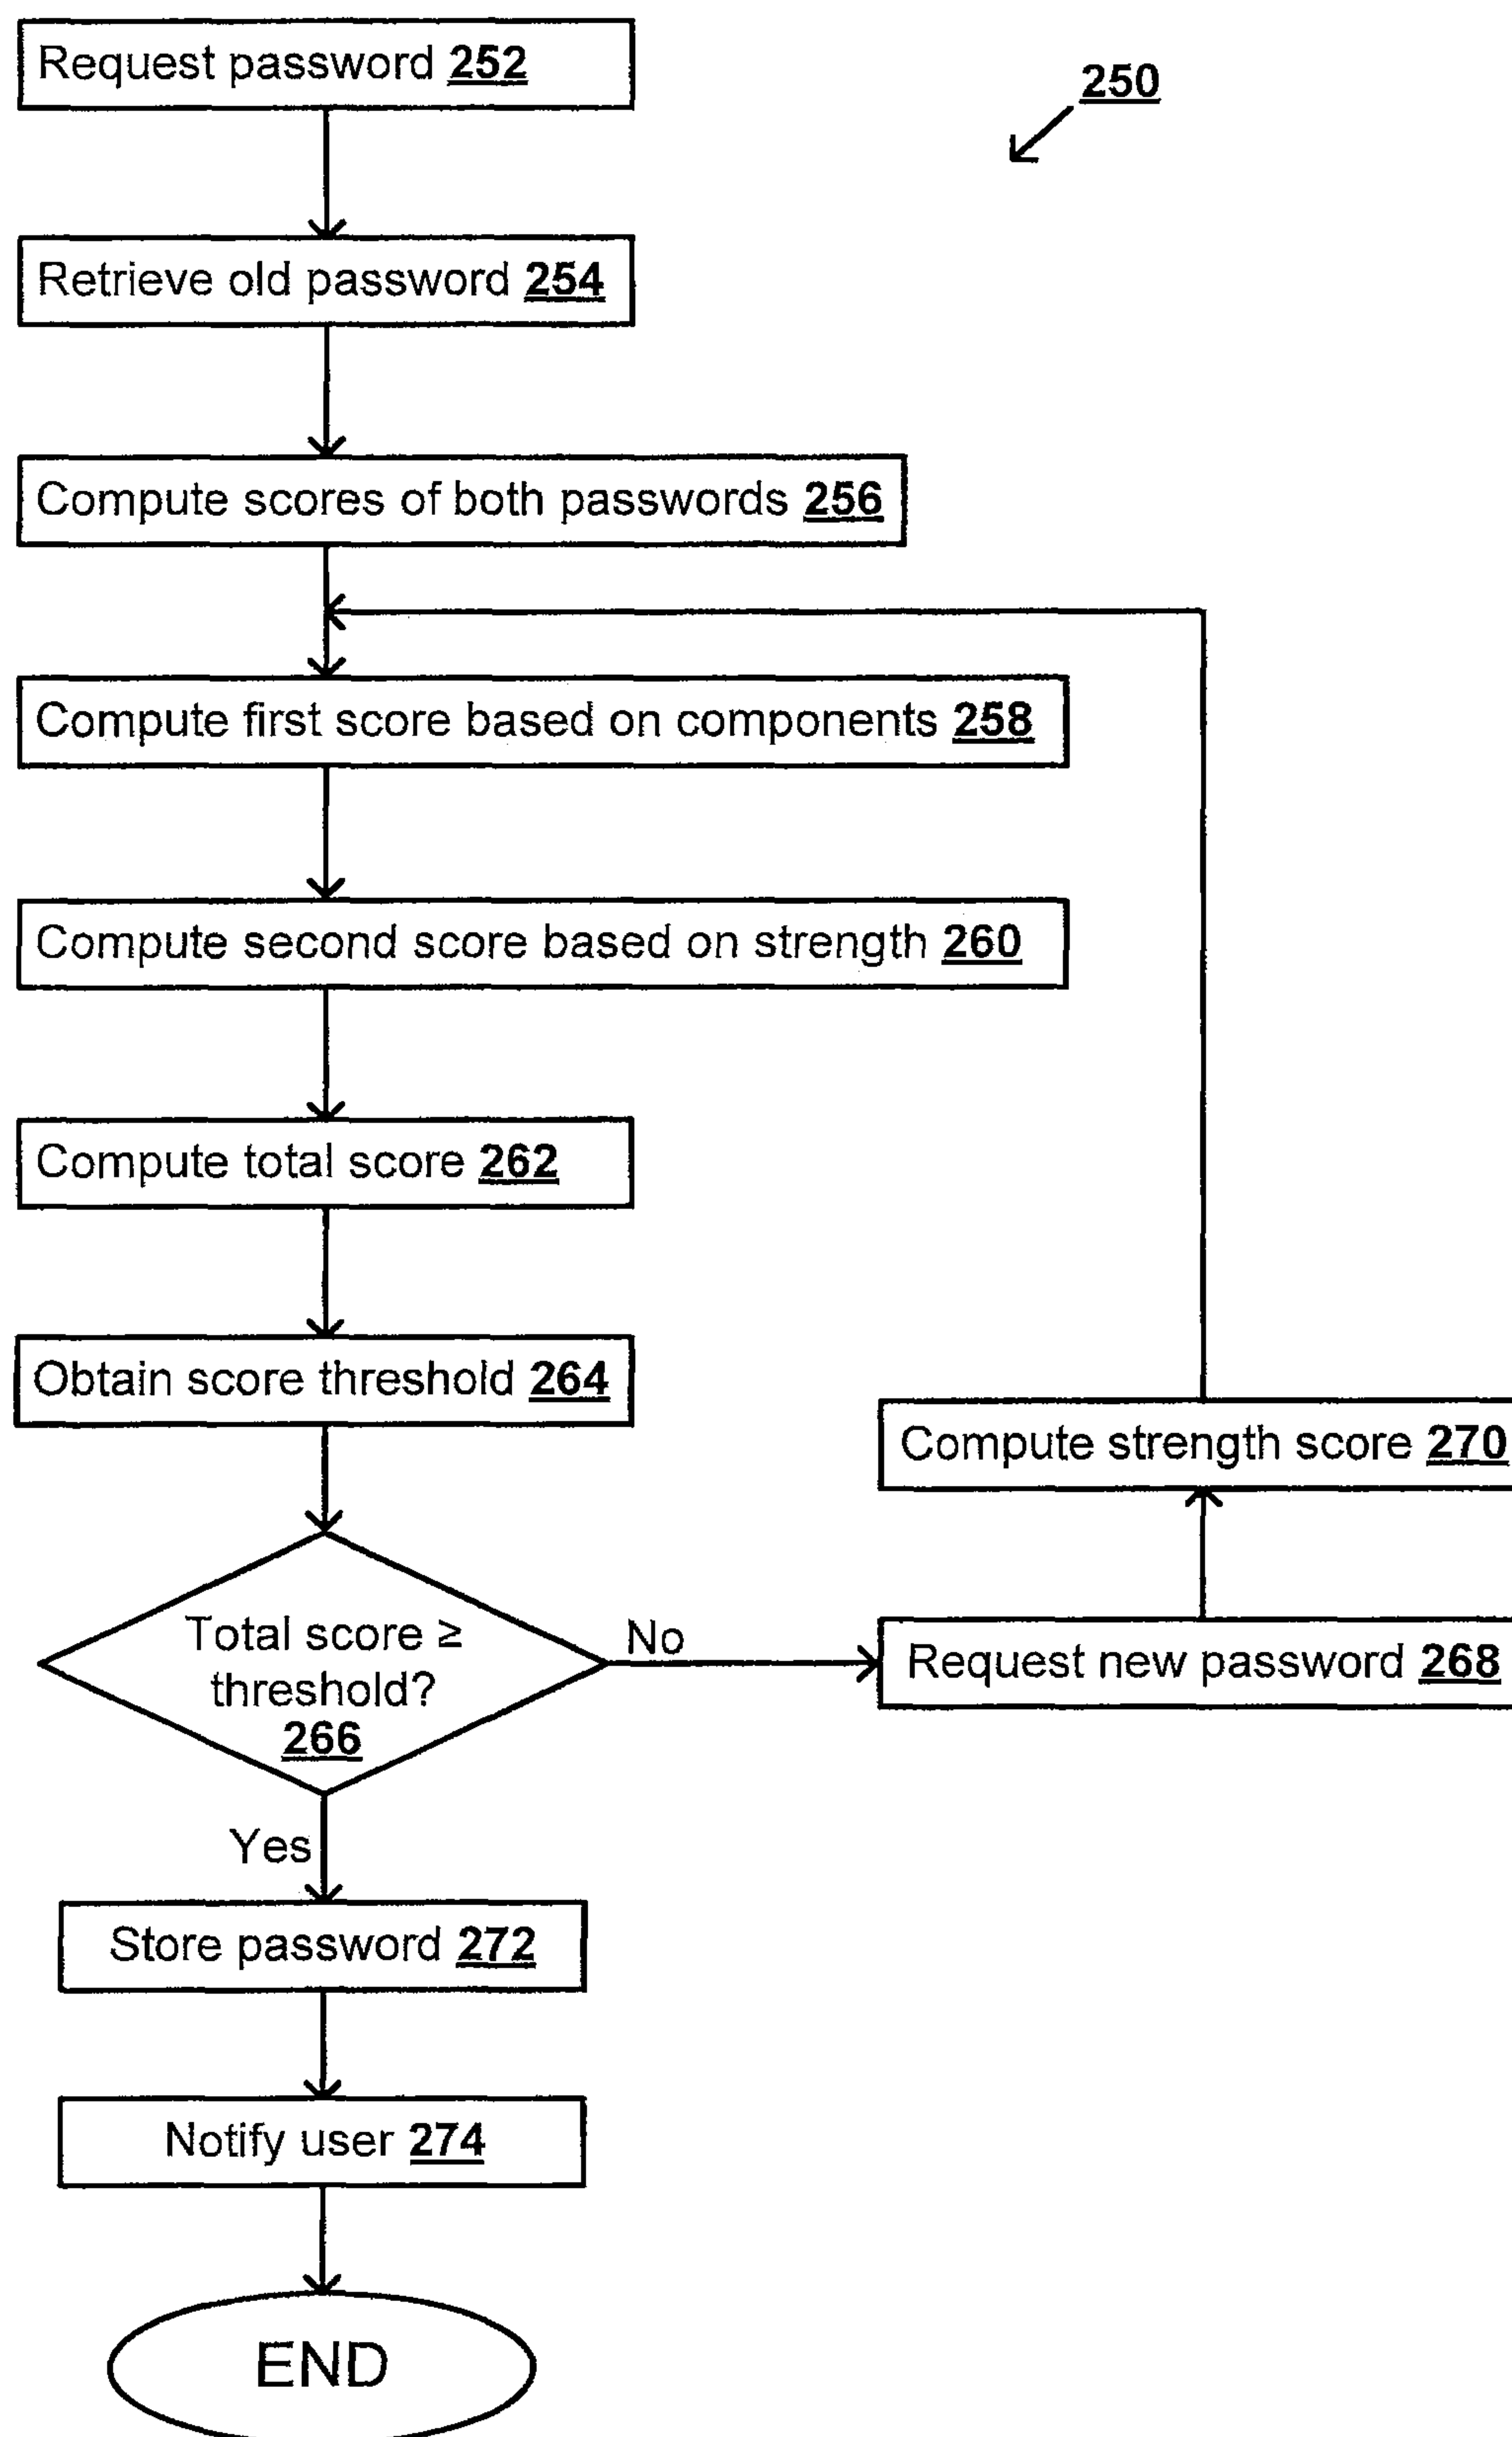 Request password 252
250
Retrieve old password 254
Compute scores of both passwords 256
Compute first score based on components 258
Compute second score based on strength 260
Compute total score 262
Obtain score threshold 264
Compute strength score 270
Total score ≥
threshold?
266
No
Request new password 268
Yes
Store password 272
Notify user 274
END